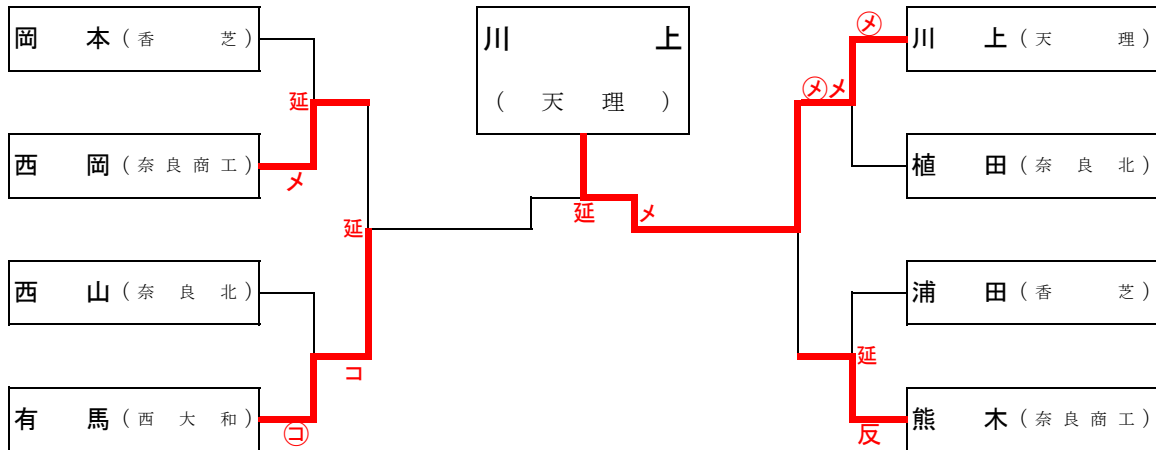 岡本(香芝)
延
西岡(奈良商工)
メ
延
西山(奈良北)
コ
有馬(西大和)
㋙
川上
(天理)
延
メ
㋱
川上(天理)
㋱メ
植田(奈良北)
浦田(香芝)
延
熊木(奈良商工)
反